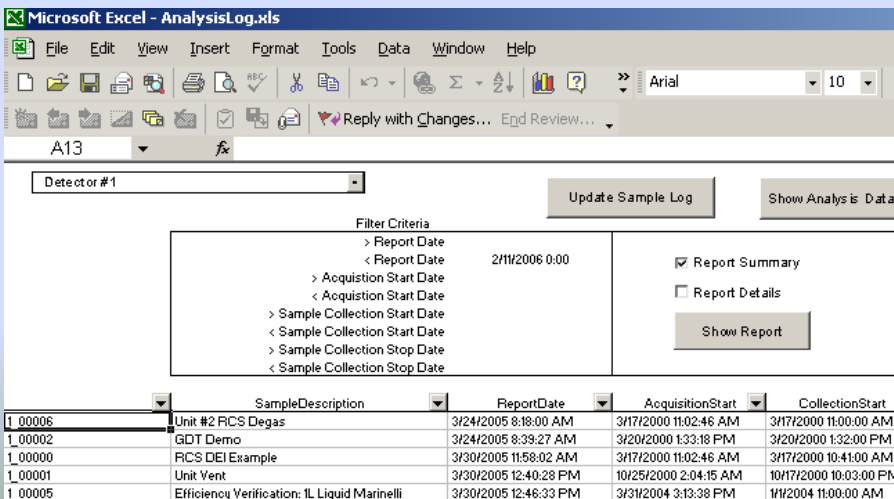 Microsoft Excel - AnalysisLog.xls
File Edit View Insert Format Tools Data Window Help
ABC Σ A Z ? » Arial 10
Reply with Changes... End Review...
A13 fx
Detector #1
Update Sample Log Show Analysis Data
Filter Criteria
> Report Date
< Report Date 2/11/2006 0:00
> Acquistion Start Date
< Acquistion Start Date
> Sample Collection Start Date
< Sample Collection Start Date
> Sample Collection Stop Date
< Sample Collection Stop Date
Report Summary
Report Details
Show Report
SampleDescription ReportDate AcquisitionStart CollectionStart
1_00006 Unit #2 RCS Degas 3/24/2005 8:18:00 AM 3/17/2000 11:02:46 AM 3/17/2000 11:00:00 AM
1_00002 GDT Demo 3/24/2005 8:39:27 AM 3/20/2000 1:33:18 PM 3/20/2000 1:32:00 PM
1_00000 RCS DEI Example 3/30/2005 11:58:02 AM 3/17/2000 11:02:46 AM 3/17/2000 10:41:00 AM
1_00001 Unit Vent 3/30/2005 12:40:28 PM 10/25/2000 2:04:15 AM 10/17/2000 10:03:00 PM
1_00005 Efficiency Verification: 1L Liquid Marinelli 3/30/2005 12:46:33 PM 3/31/2004 3:13:38 PM 1/1/2004 11:00:00 AM